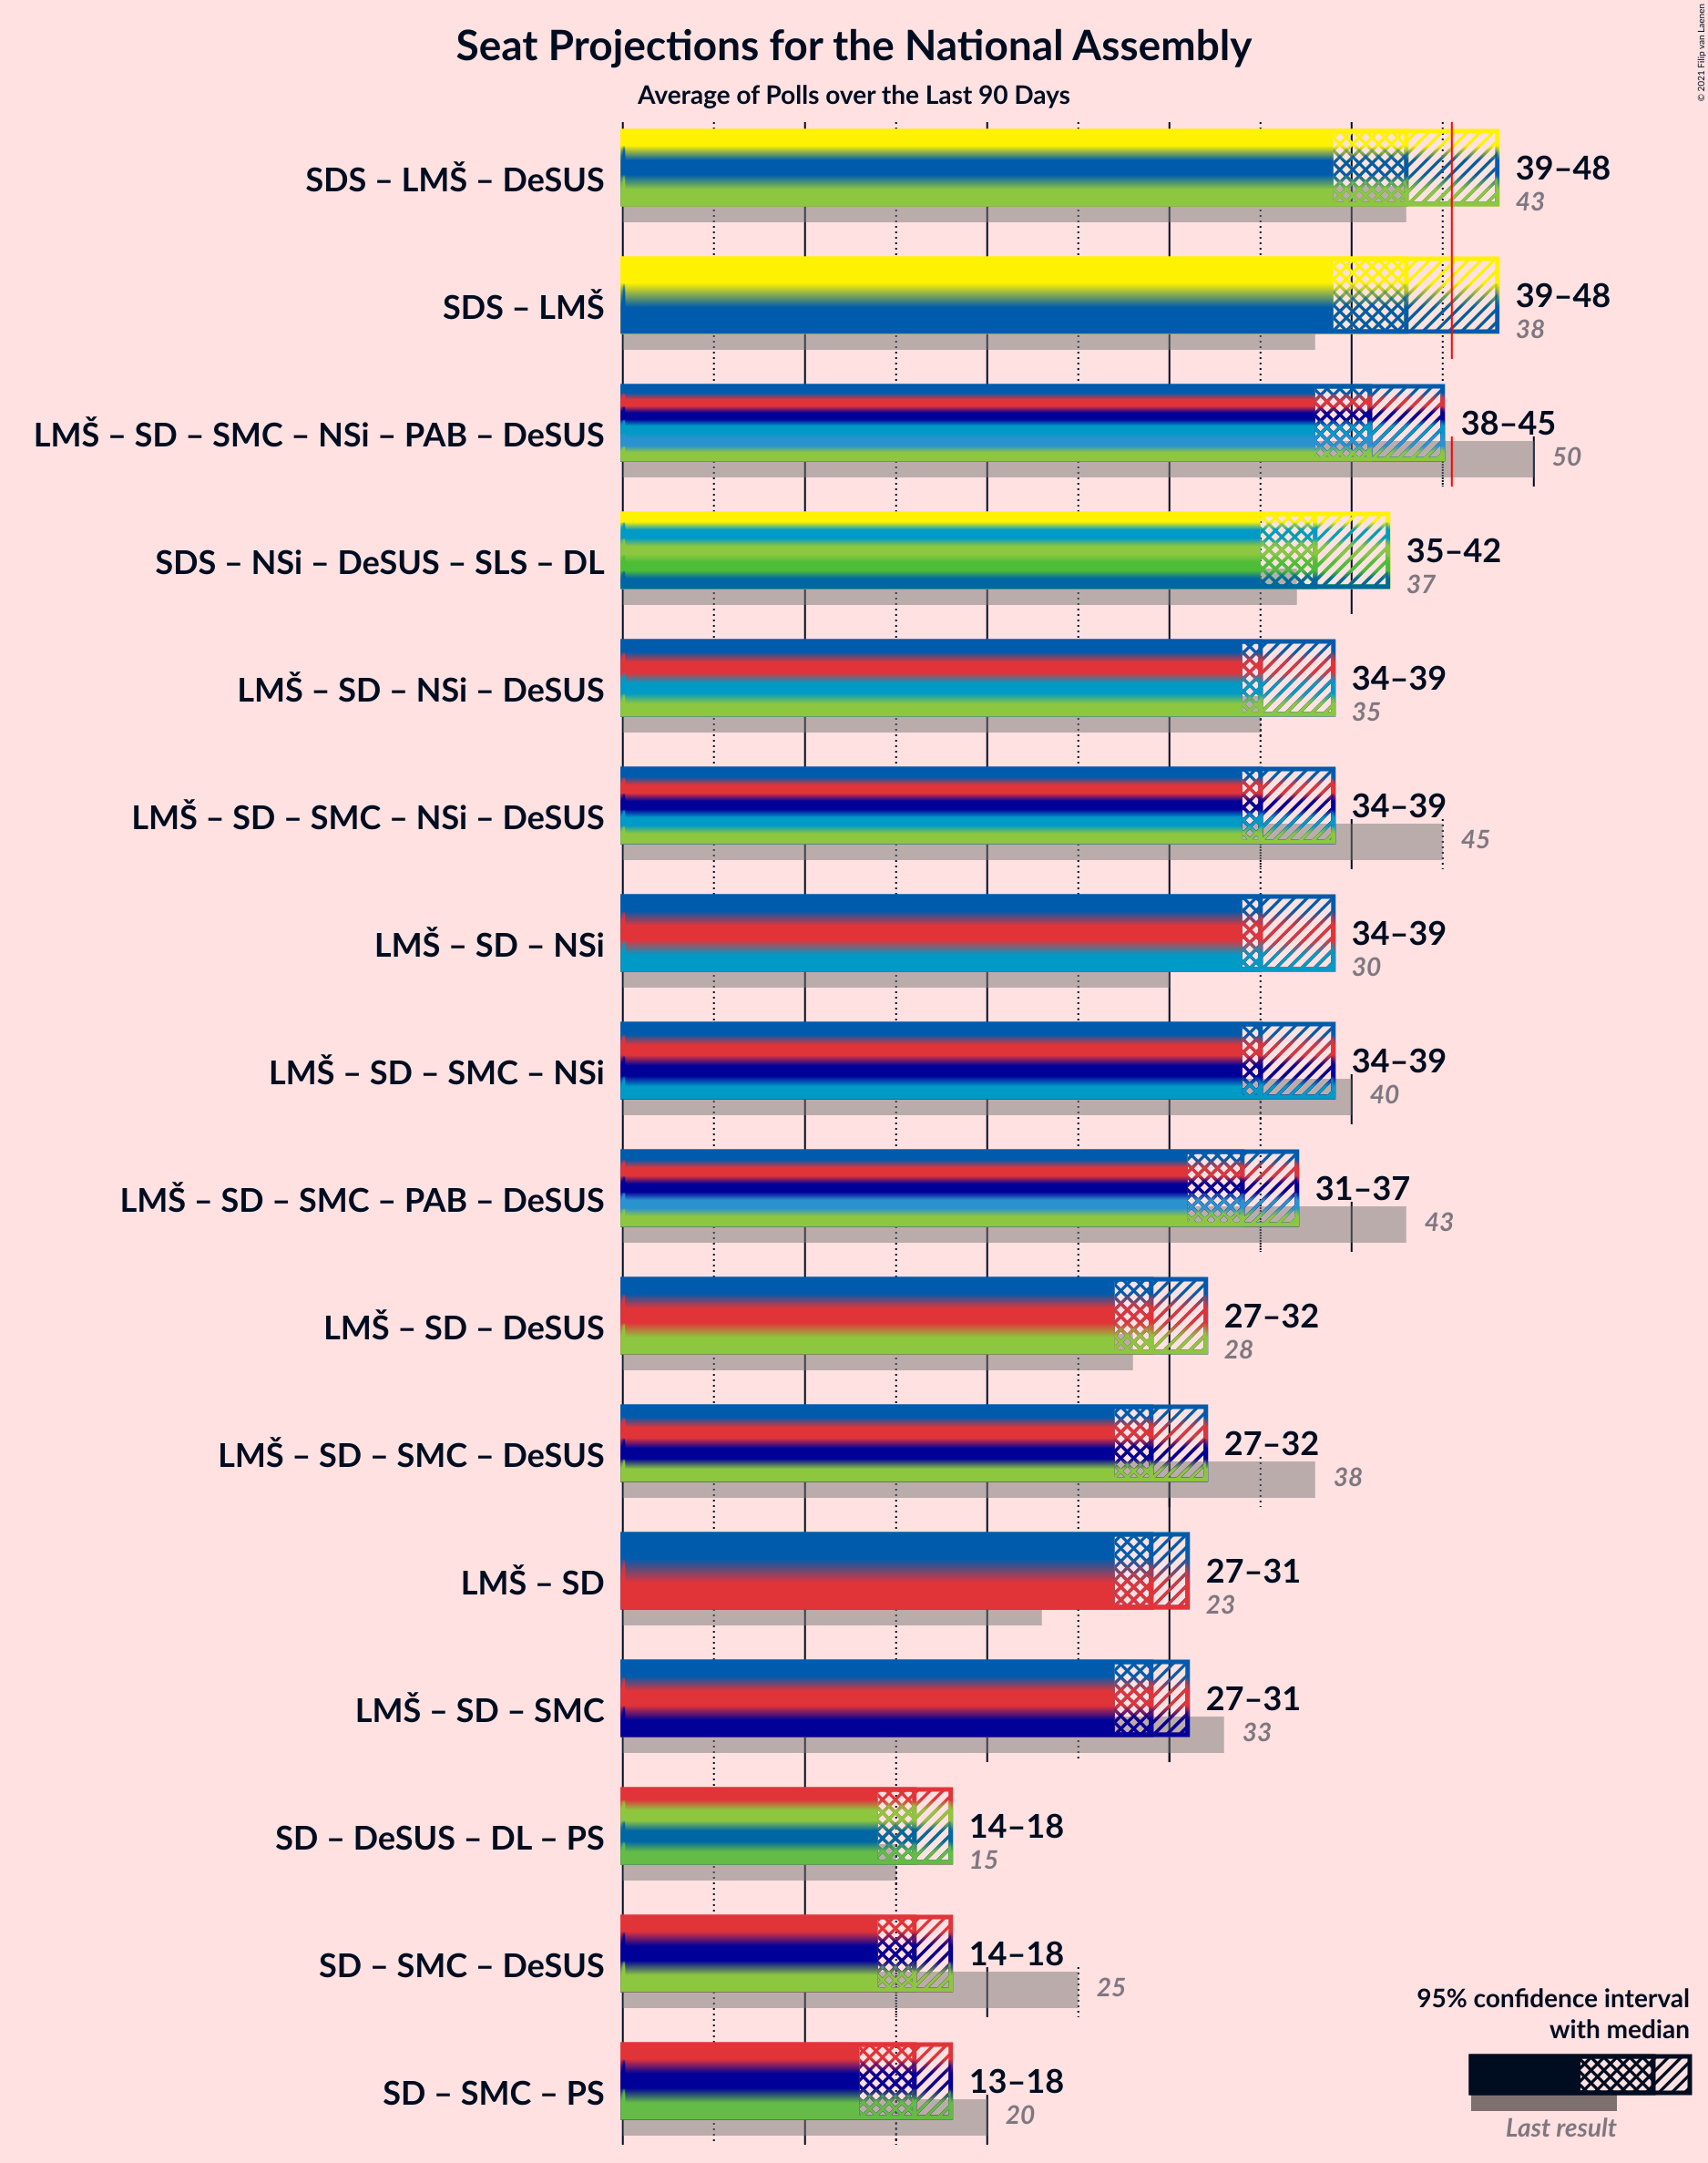 Seat Projections for the National Assembly
Average of Polls over the Last 90 Days
© 2021 Filip van Laenen
SDS – LMŠ – DeSUS
39–48
43
SDS – LMŠ
39–48
38
LMŠ – SD – SMC – NSi – PAB – DeSUS
38–45
50
SDS – NSi – DeSUS – SLS – DL
35–42
37
LMŠ – SD – NSi – DeSUS
34–39
35
LMŠ – SD – SMC – NSi – DeSUS
34–39
45
LMŠ – SD – NSi
34–39
30
LMŠ – SD – SMC – NSi
34–39
40
LMŠ – SD – SMC – PAB – DeSUS
31–37
43
LMŠ – SD – DeSUS
27–32
28
LMŠ – SD – SMC – DeSUS
27–32
38
LMŠ – SD
27–31
23
LMŠ – SD – SMC
27–31
33
SD – DeSUS – DL – PS
14–18
15
SD – SMC – DeSUS
14–18
25
SD – SMC – PS
13–18
20
95% confidence interval
with median
Last result